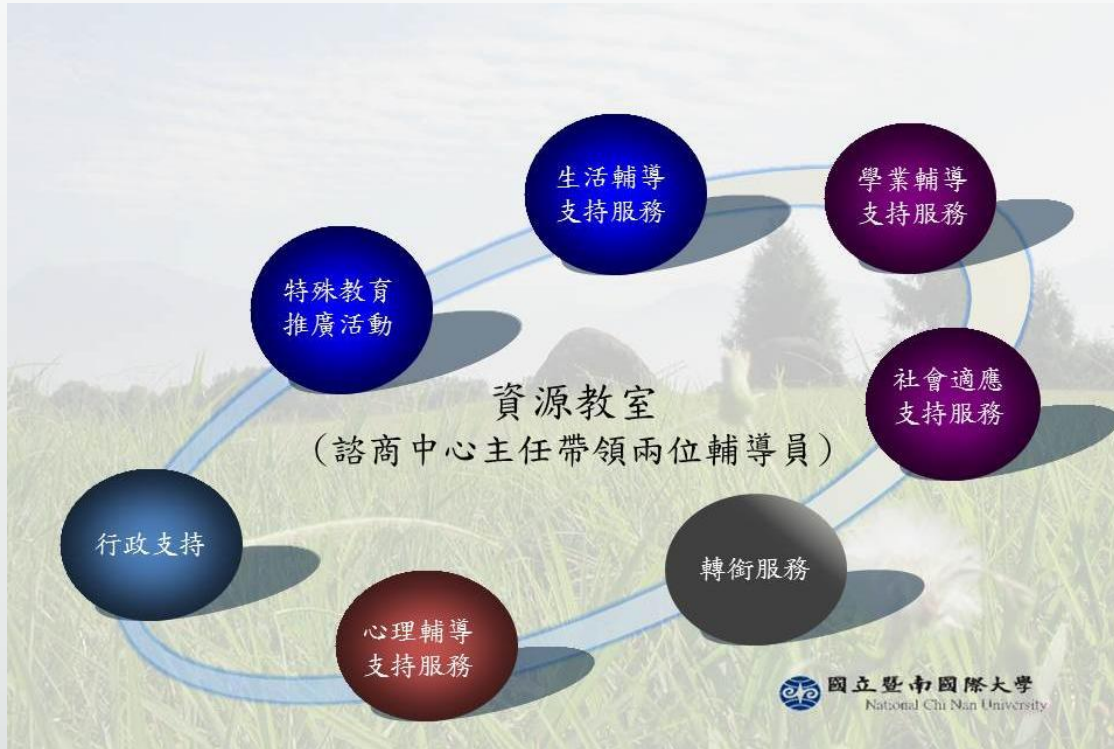 生活輔導
支持服務
學業輔導
支持服務
特殊教育
推廣活動
社會適應
支持服務
資源教室
（諮商中心主任帶領兩位輔導員）
行政支持
轉銜服務
心理輔導
支持服務
國立暨南國際大學
National Chi Nan University